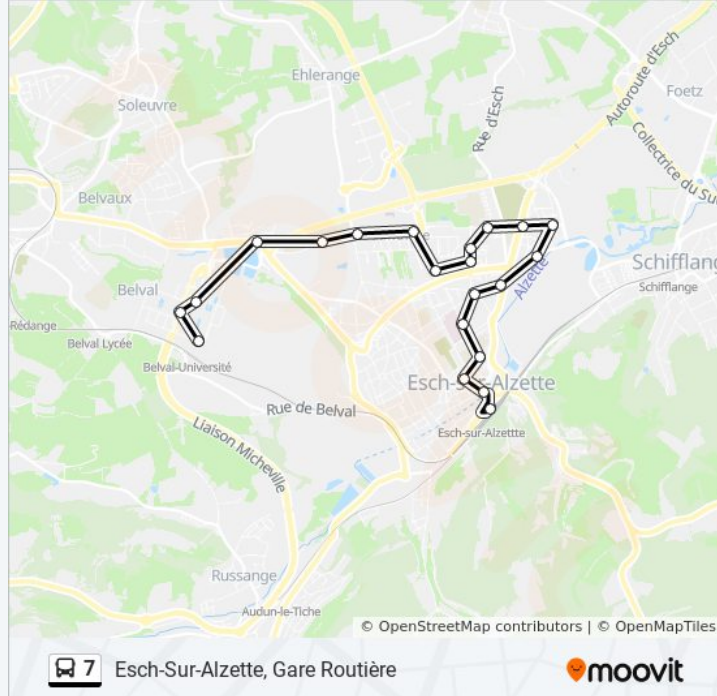 Ehlerange
Soleuvre
Foetz
Autoroute d'Esch
Rue d'Esch
Collectrice du Su
Belvaux
Schifflang
Schifflange
Alzette
Belval
Rédange
Belval Lycée
Belval-Université
Esch-sur-Alzette
Rue de Belval
Esch-sur-Alzettte
Liaison Micheville
Russange
Audun-le-Tiche
© OpenStreetMap contributors | © OpenMapTiles
7 Esch-Sur-Alzette, Gare Routière
moovit